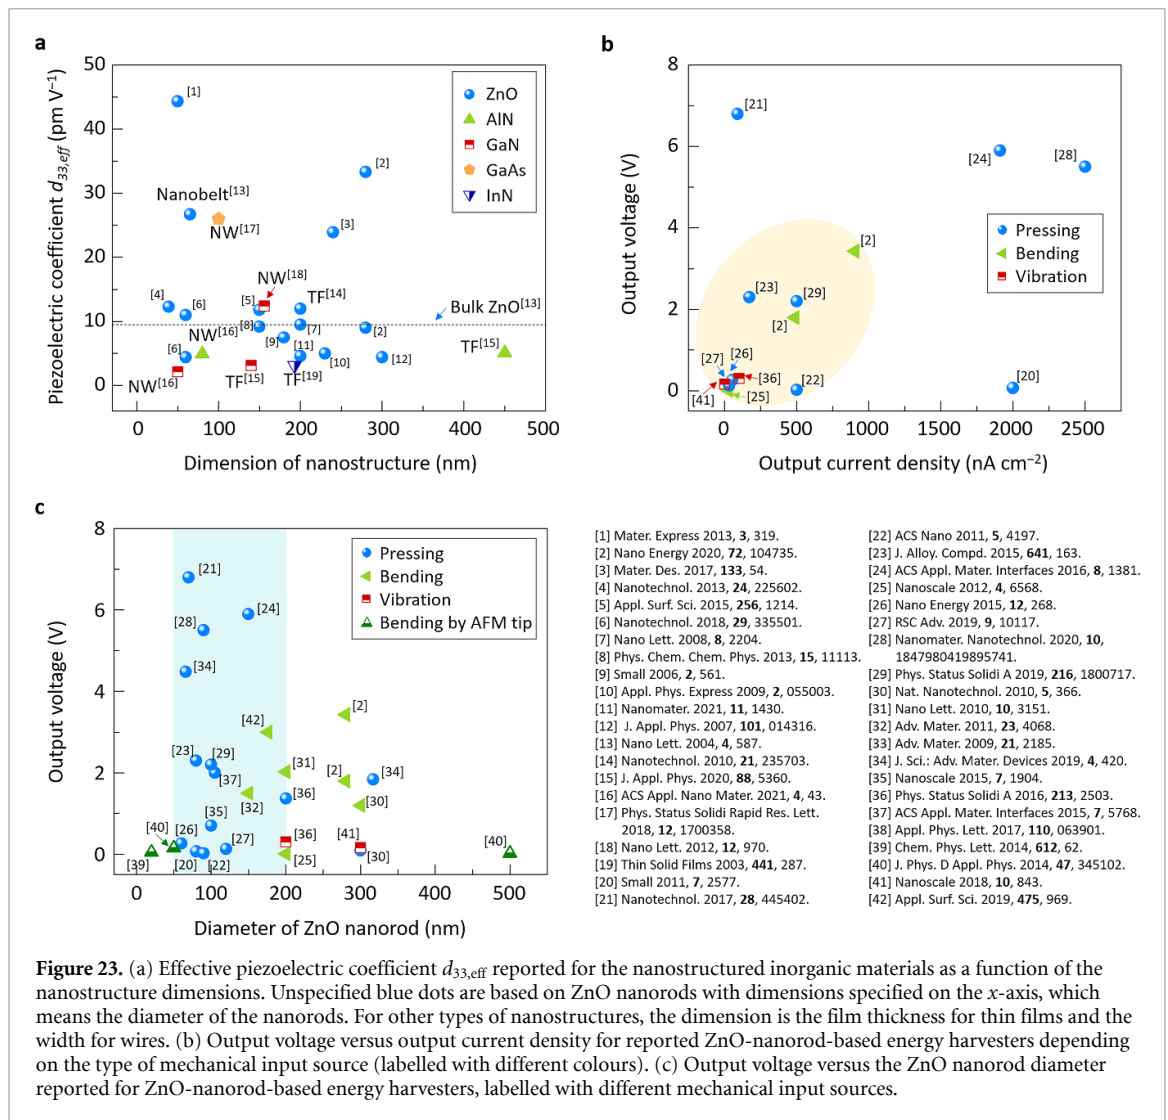 a
Piezoelectric coefficient d33,eff (pm V−1)
50
40
30
20
10
0
0
100
200
300
400
500
Dimension of nanostructure (nm)
ZnO
AlN
GaN
GaAs
InN
[1]
[2]
Nanobelt[13]
NW[17]
[3]
NW[18]
[4]
[6]
[5]
TF[14]
Bulk ZnO[13]
[8]
[7]
[2]
NW[16]
[9]
[11]
[6]
[10]
[12]
TF[15]
NW[16]
TF[15]
TF[19]
b
Output voltage (V)
8
6
4
2
0
0
500
1000
1500
2000
2500
Output current density (nA cm−2)
Pressing
Bending
Vibration
[21]
[24]
[28]
[2]
[23]
[29]
[2]
[27]
[26]
[36]
[22]
[20]
[41]
[25]
c
Output voltage (V)
8
6
4
2
0
0
100
200
300
400
500
Diameter of ZnO nanorod (nm)
Pressing
Bending
Vibration
Bending by AFM tip
[21]
[24]
[28]
[34]
[42]
[2]
[23]
[29]
[31]
[2]
[34]
[37]
[32]
[36]
[30]
[35]
[40]
[26]
[27]
[36]
[41]
[40]
[39]
[20]
[22]
[25]
[30]
[1] Mater. Express 2013, 3, 319.
[2] Nano Energy 2020, 72, 104735.
[3] Mater. Des. 2017, 133, 54.
[4] Nanotechnol. 2013, 24, 225602.
[5] Appl. Surf. Sci. 2015, 256, 1214.
[6] Nanotechnol. 2018, 29, 335501.
[7] Nano Lett. 2008, 8, 2204.
[8] Phys. Chem. Chem. Phys. 2013, 15, 11113.
[9] Small 2006, 2, 561.
[10] Appl. Phys. Express 2009, 2, 055003.
[11] Nanomater. 2021, 11, 1430.
[12] J. Appl. Phys. 2007, 101, 014316.
[13] Nano Lett. 2004, 4, 587.
[14] Nanotechnol. 2010, 21, 235703.
[15] J. Appl. Phys. 2020, 88, 5360.
[16] ACS Appl. Nano Mater. 2021, 4, 43.
[17] Phys. Status Solidi Rapid Res. Lett.
2018, 12, 1700358.
[18] Nano Lett. 2012, 12, 970.
[19] Thin Solid Films 2003, 441, 287.
[20] Small 2011, 7, 2577.
[21] Nanotechnol. 2017, 28, 445402.
[22] ACS Nano 2011, 5, 4197.
[23] J. Alloy. Compd. 2015, 641, 163.
[24] ACS Appl. Mater. Interfaces 2016, 8, 1381.
[25] Nanoscale 2012, 4, 6568.
[26] Nano Energy 2015, 12, 268.
[27] RSC Adv. 2019, 9, 10117.
[28] Nanomater. Nanotechnol. 2020, 10,
1847980419895741.
[29] Phys. Status Solidi A 2019, 216, 1800717.
[30] Nat. Nanotechnol. 2010, 5, 366.
[31] Nano Lett. 2010, 10, 3151.
[32] Adv. Mater. 2011, 23, 4068.
[33] Adv. Mater. 2009, 21, 2185.
[34] J. Sci.: Adv. Mater. Devices 2019, 4, 420.
[35] Nanoscale 2015, 7, 1904.
[36] Phys. Status Solidi A 2016, 213, 2503.
[37] ACS Appl. Mater. Interfaces 2015, 7, 5768.
[38] Appl. Phys. Lett. 2017, 110, 063901.
[39] Chem. Phys. Lett. 2014, 612, 62.
[40] J. Phys. D Appl. Phys. 2014, 47, 345102.
[41] Nanoscale 2018, 10, 843.
[42] Appl. Surf. Sci. 2019, 475, 969.
Figure 23. (a) Effective piezoelectric coefficient d33,eff reported for the nanostructured inorganic materials as a function of the
nanostructure dimensions. Unspecified blue dots are based on ZnO nanorods with dimensions specified on the x-axis, which
means the diameter of the nanorods. For other types of nanostructures, the dimension is the film thickness for thin films and the
width for wires. (b) Output voltage versus output current density for reported ZnO-nanorod-based energy harvesters depending
on the type of mechanical input source (labelled with different colours). (c) Output voltage versus the ZnO nanorod diameter
reported for ZnO-nanorod-based energy harvesters, labelled with different mechanical input sources.